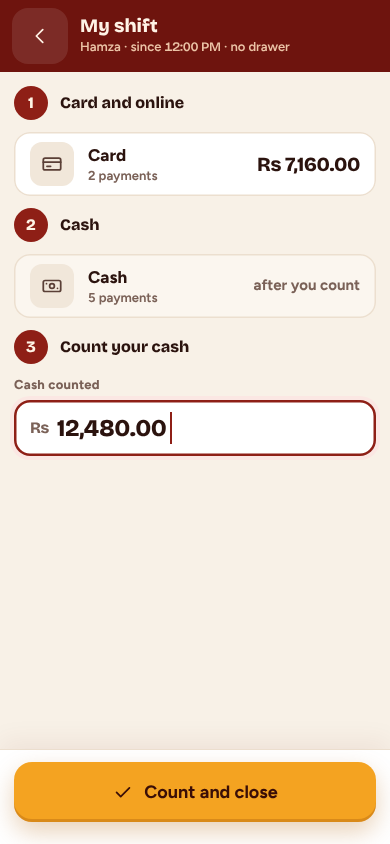 My shift
Hamza · since 12:00 PM · no drawer
1 Card and online
Card
2 payments
Rs 7,160.00
2 Cash
Cash
5 payments
after you count
3 Count your cash
Cash counted
Rs 12,480.00
Count and close